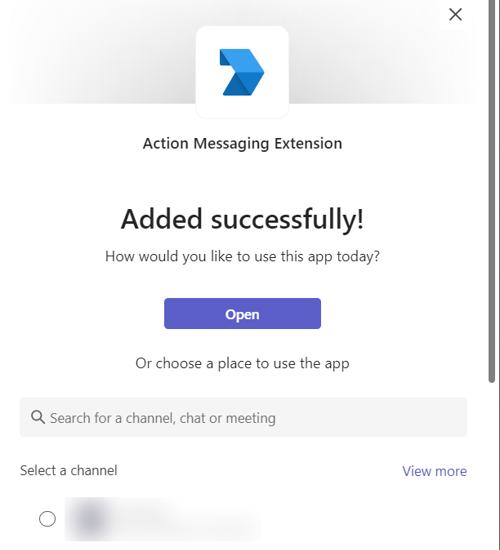 Action Messaging Extension
Added successfully!
How would you like to use this app today?
Open
Or choose a place to use the app
Search for a channel, chat or meeting
Select a channel
View more